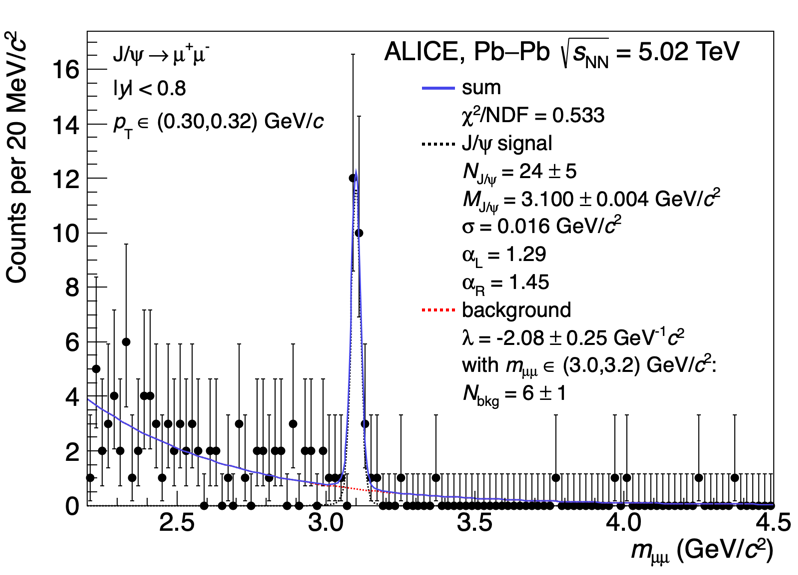 Counts per 20 MeV/c²
16
14
12
10
8
6
4
2
0
J/ψ → μ⁺μ⁻
|y| < 0.8
p_T ∈ (0.30,0.32) GeV/c
ALICE, Pb–Pb √s_NN = 5.02 TeV
sum
χ²/NDF = 0.533
J/ψ signal
N_J/ψ = 24 ± 5
M_J/ψ = 3.100 ± 0.004 GeV/c²
σ = 0.016 GeV/c²
α_L = 1.29
α_R = 1.45
background
λ = -2.08 ± 0.25 GeV⁻¹c²
with m_μμ ∈ (3.0,3.2) GeV/c²:
N_bkg = 6 ± 1
2.5 3.0 3.5 4.0 4.5
m_μμ (GeV/c²)